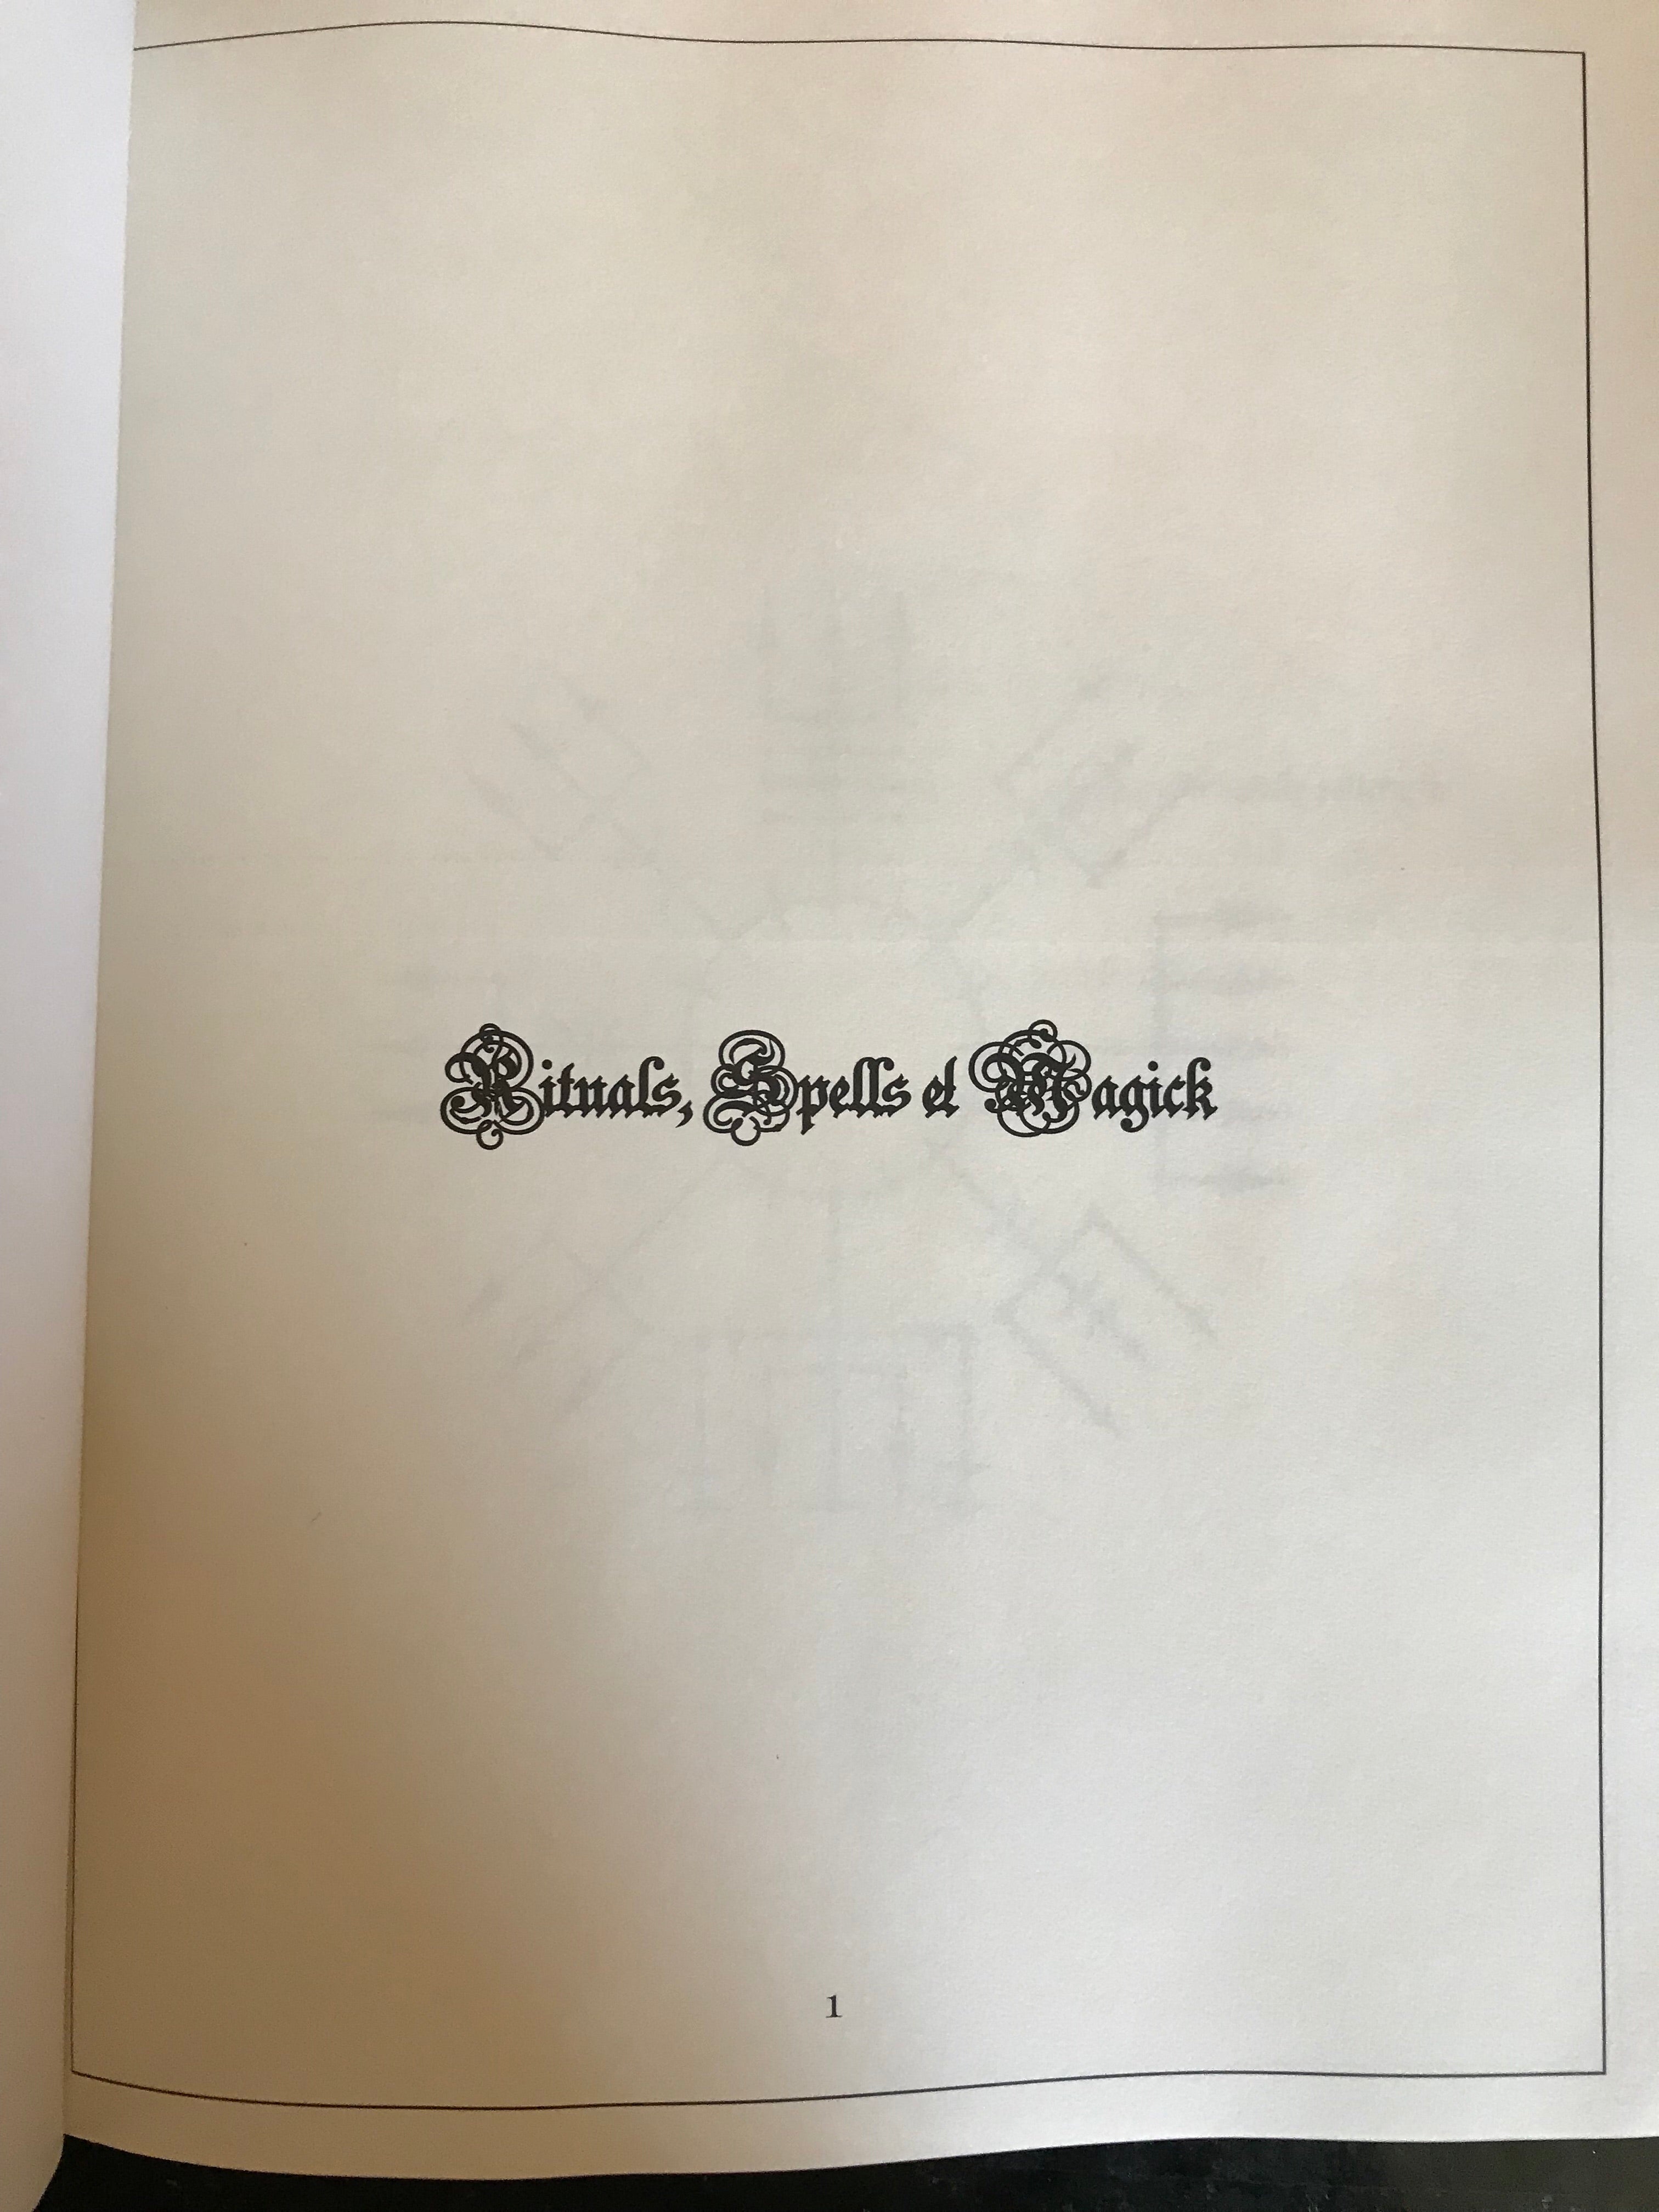 Rituals, Spells et Magick
1